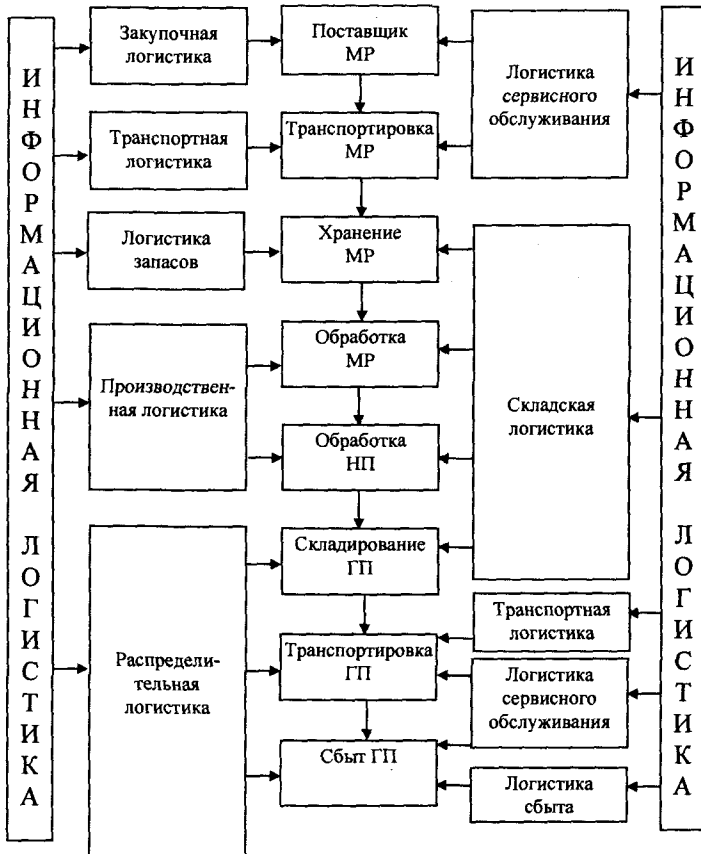 ИНФОРМАЦИОННАЯ ЛОГИСТИКА
Закупочная
логистика
Поставщик
МР
Логистика
сервисного
обслуживания
Транспортная
логистика
Транспортировка
МР
Логистика
запасов
Хранение
МР
Производствен-
ная логистика
Обработка
МР
Обработка
НП
Складская
логистика
Складирование
ГП
Распредели-
тельная
логистика
Транспортировка
ГП
Транспортная
логистика
Логистика
сервисного
обслуживания
Сбыт ГП
Логистика
сбыта
ИНФОРМАЦИОННАЯ ЛОГИСТИКА